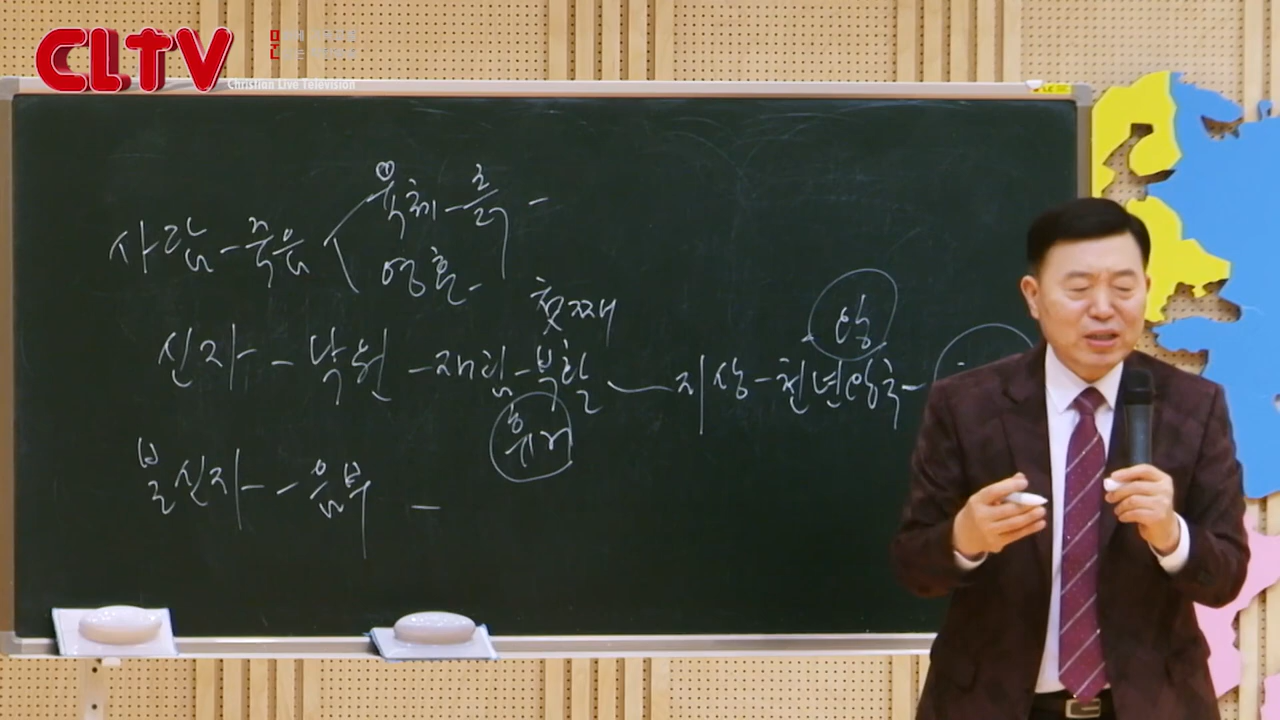 CLTV
Christian Live Television
육체 - 흙 -
사람 - 죽음
영혼 -
첫째
왕
신자 - 낙원 - 재림 - 부활 - 지상 - 천년왕국 -
휴거
불신자 - 음부 -